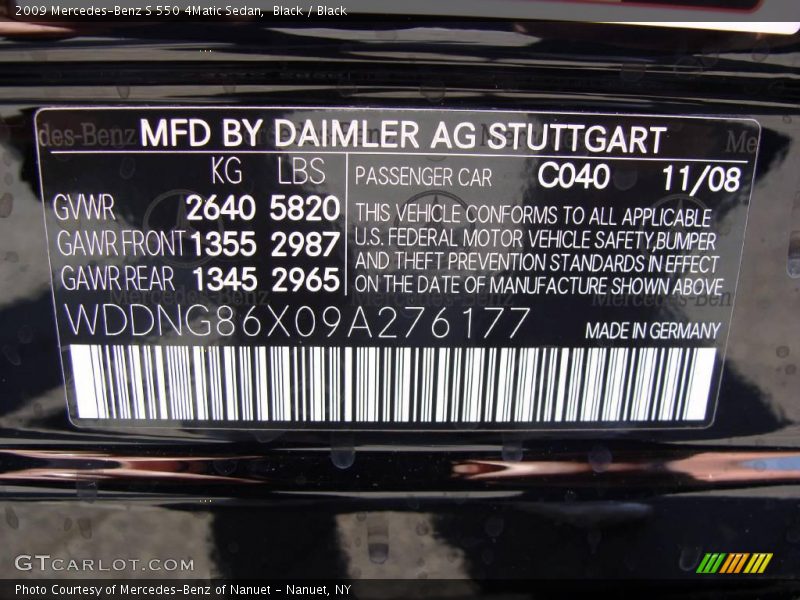 2009 Mercedes-Benz S 550 4Matic Sedan, Black / Black
MFD BY DAIMLER AG STUTTGART
KG LBS
PASSENGER CAR C040 11/08
GVWR 2640 5820
GAWR FRONT 1355 2987
GAWR REAR 1345 2965
THIS VEHICLE CONFORMS TO ALL APPLICABLE
U.S. FEDERAL MOTOR VEHICLE SAFETY,BUMPER
AND THEFT PREVENTION STANDARDS IN EFFECT
ON THE DATE OF MANUFACTURE SHOWN ABOVE
WDDNG86X09A276177
MADE IN GERMANY
GTCARLOT.COM
Photo Courtesy of Mercedes-Benz of Nanuet - Nanuet, NY